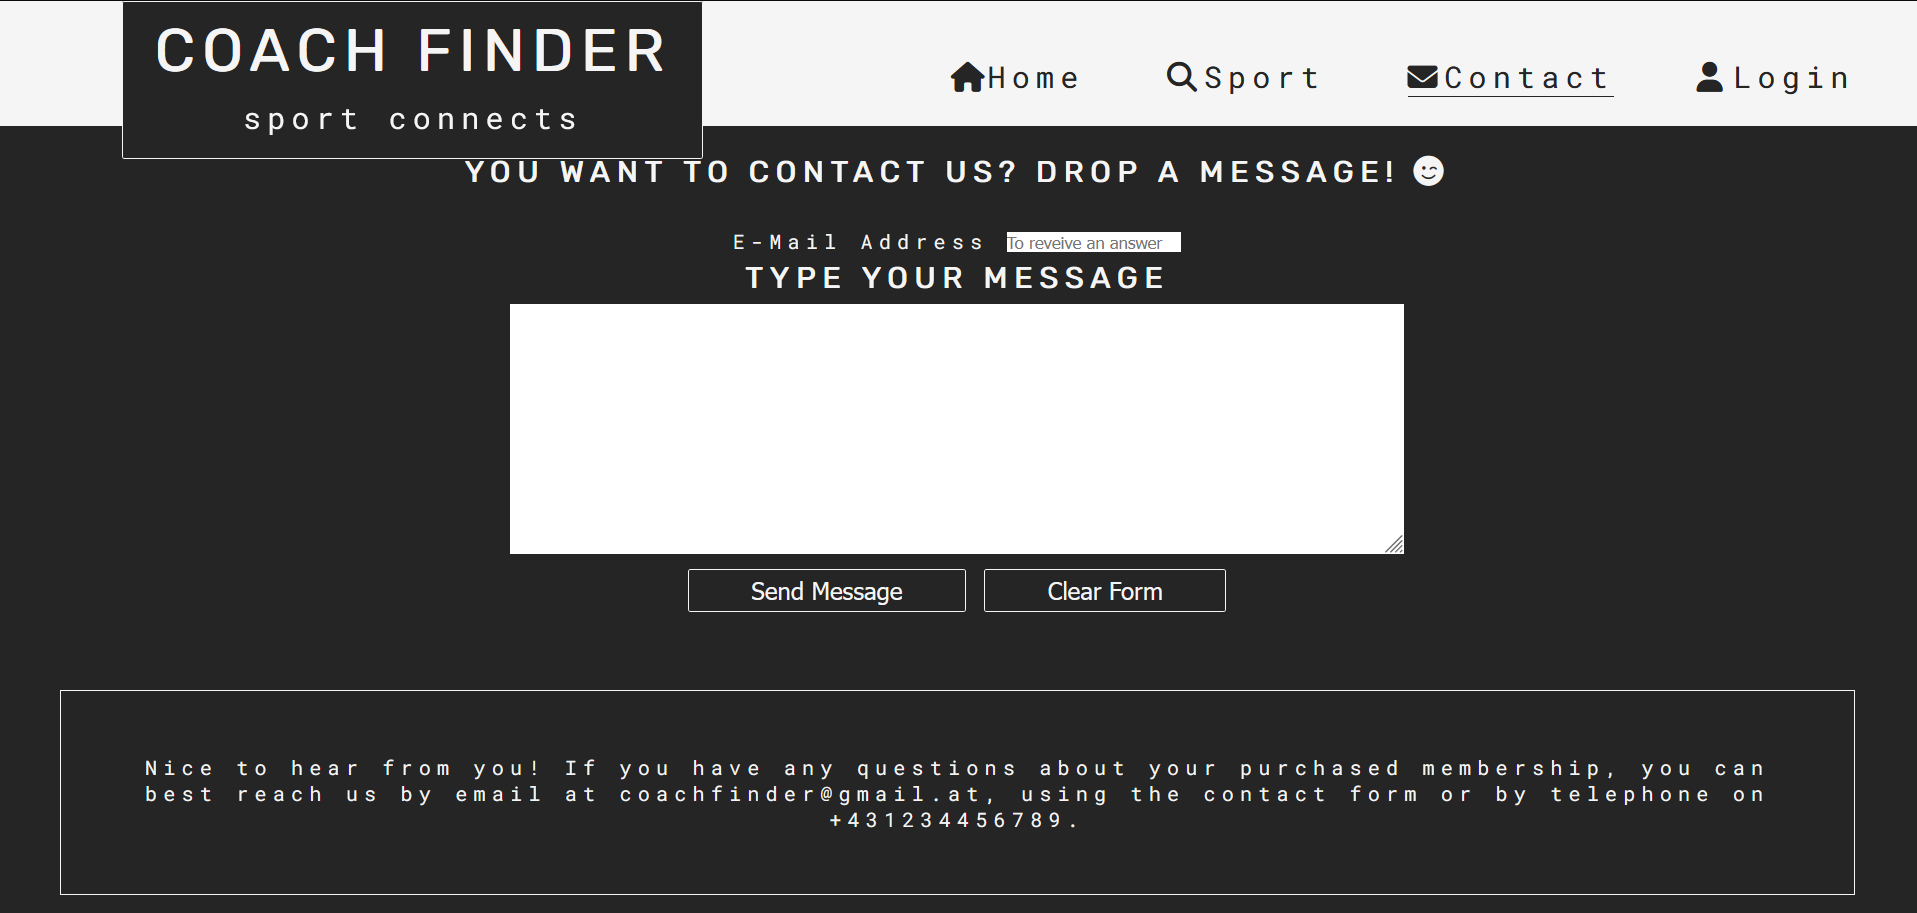 COACH FINDER
sport connects
Home
Sport
Contact
Login
YOU WANT TO CONTACT US? DROP A MESSAGE!
E-Mail Address To reveive an answer
TYPE YOUR MESSAGE
Send Message
Clear Form
Nice to hear from you! If you have any questions about your purchased membership, you can
best reach us by email at coachfinder@gmail.at, using the contact form or by telephone on
+431234456789.